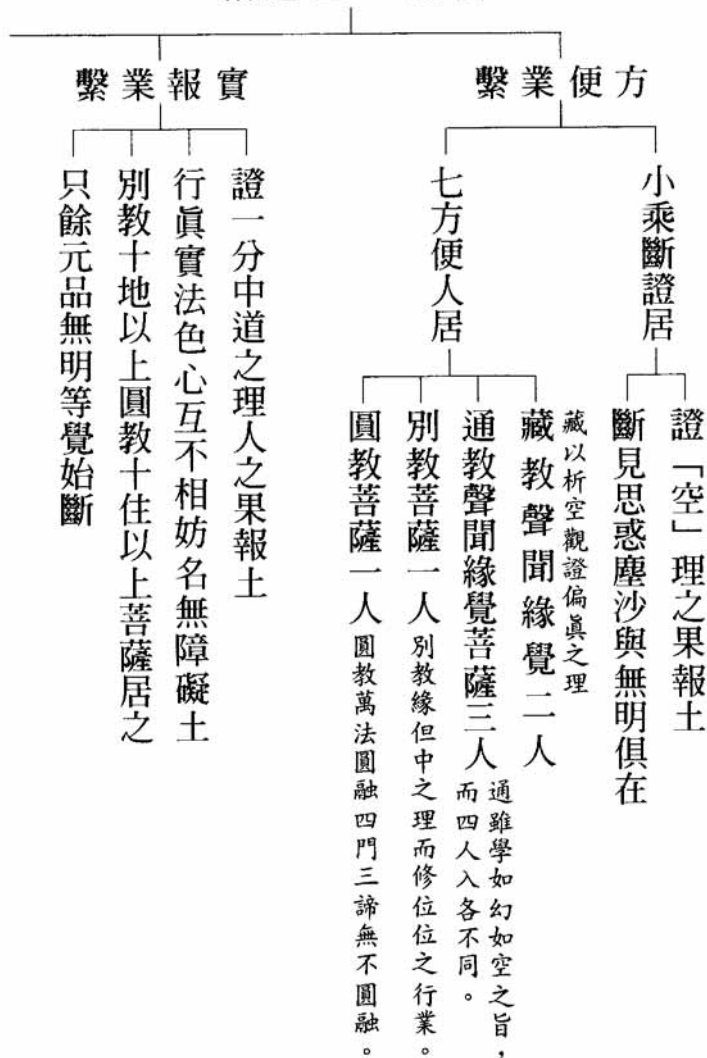 方便業繫
小乘斷證居
證「空」理之果報土
斷見思惑塵沙與無明俱在
七方便人居
藏教聲聞緣覺二人
藏以析空觀證偏眞之理
通教聲聞緣覺菩薩三人
通雖學如幻如空之旨，
而四人入各不同。
別教菩薩一人
別教緣但中之理而修位位之行業。
圓教菩薩一人
圓教萬法圓融四門三諦無不圓融。
實報業繫
證一分中道之理人之果報土
行眞實法色心互不相妨名無障礙土
別教十地以上圓教十住以上菩薩居之
只餘元品無明等覺始斷